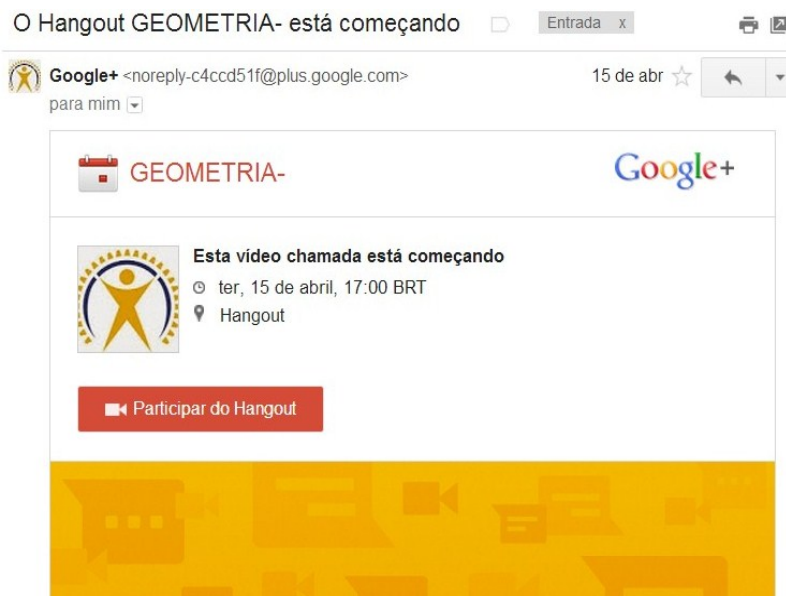 O Hangout GEOMETRIA- está começando
Entrada x
Google+ <noreply-c4ccd51f@plus.google.com>
15 de abr
para mim
GEOMETRIA-
Google+
Esta vídeo chamada está começando
ter, 15 de abril, 17:00 BRT
Hangout
Participar do Hangout